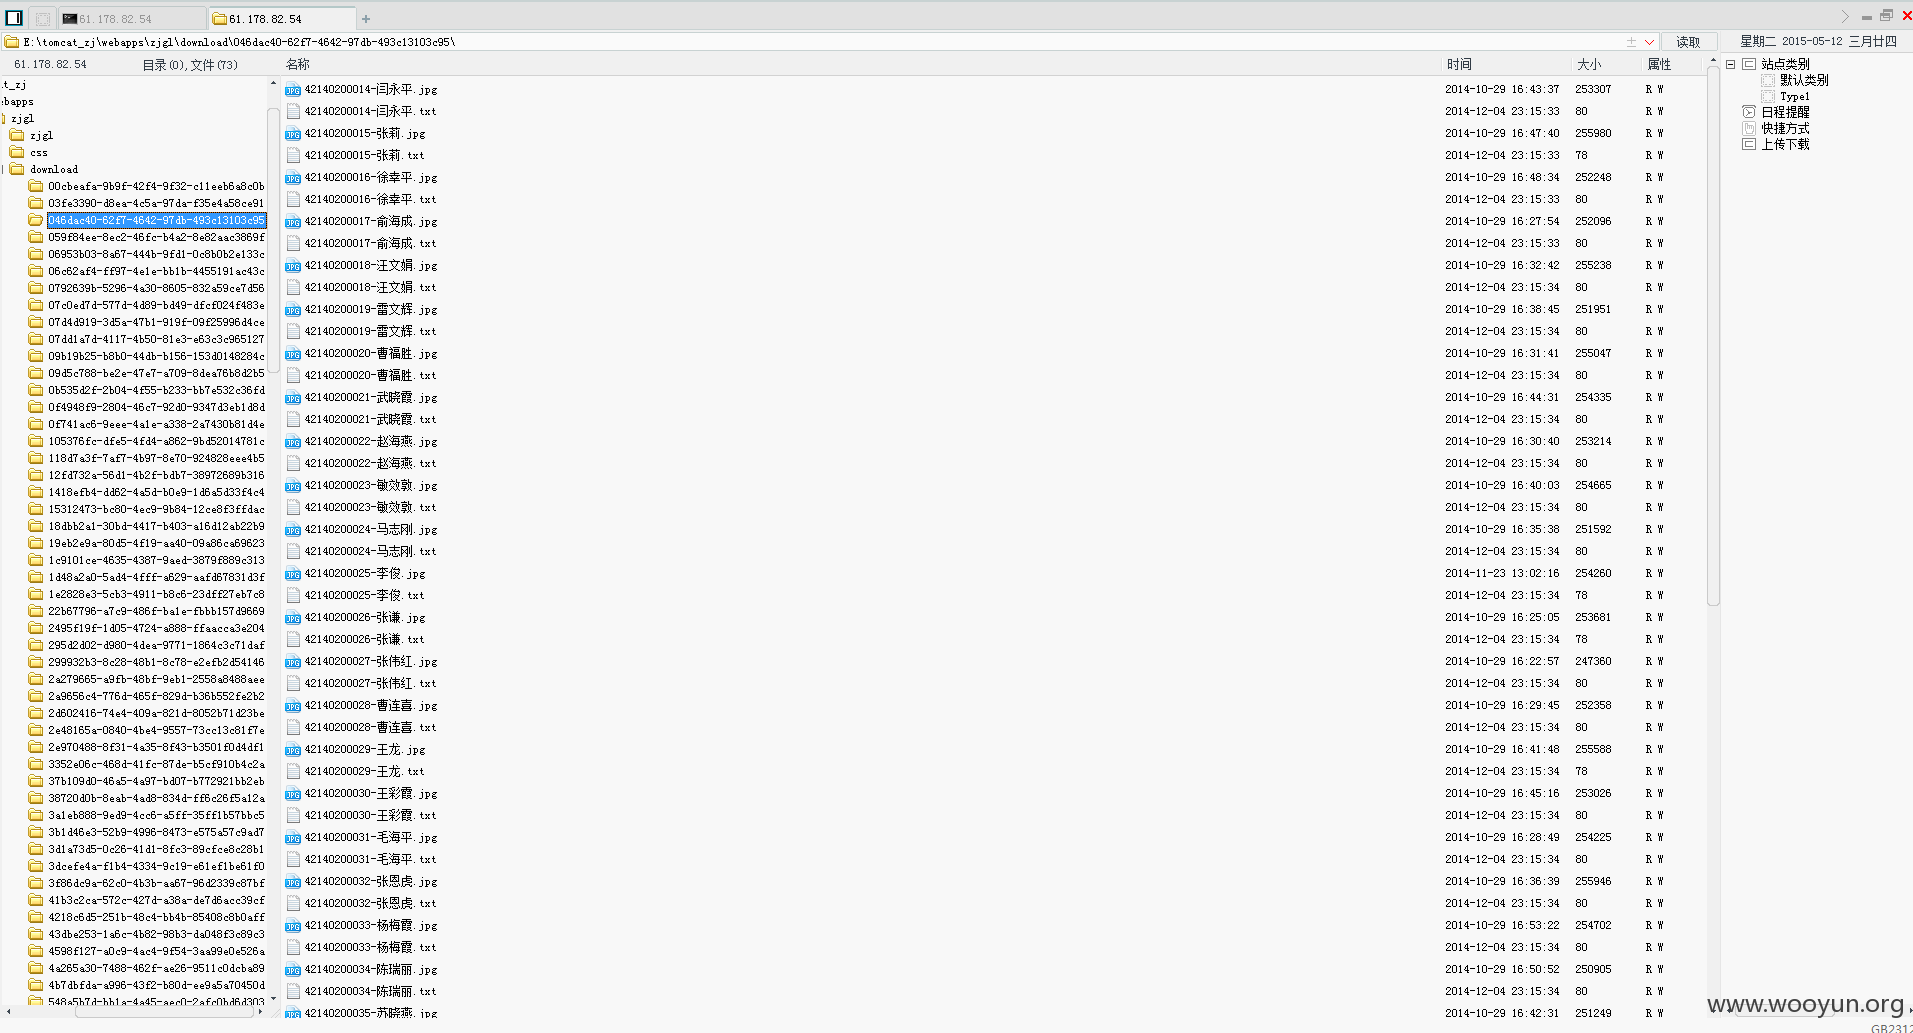 61.178.82.54
61.178.82.54
E:\tomcat_zj\webapps\zjgl\download\046dac40-62f7-4642-97db-493c13103c95\
读取
星期二 2015-05-12 三月廿四
61.178.82.54 目录(0),文件(73)
名称 时间 大小 属性
t_zj
bapps
zjgl
zjgl
css
download
00cbeafa-9b9f-42f4-9f32-c11eeb6a8c0b
03fe3390-d8ea-4c5a-97da-f35e4a58ce91
046dac40-62f7-4642-97db-493c13103c95
059f84ee-8ec2-46fc-b4a2-8e82aac3869f
06953b03-8a67-444b-9fd1-0c8b0b2e133c
06c62af4-ff97-4e1e-bb1b-4455191ac43c
0792639b-5296-4a30-8605-832a59ce7d56
07c0ed7d-577d-4d89-bd49-dfcf024f483e
07d4d919-3d5a-47b1-919f-09f25996d4ce
07dd1a7d-4117-4b50-81e3-e63c3c965127
09b19b25-b8b0-44db-b156-153d0148284c
09d5c788-be2e-47e7-a709-8dea76b8d2b5
0b535d2f-2b04-4f55-b233-bb7e532c36fd
0f4948f9-2804-46c7-92d0-9347d3eb1d8d
0f741ac6-9eee-4a1e-a338-2a7430b81d4e
105376fc-dfe5-4fd4-a862-9bd52014781c
118d7a3f-7af7-4b97-8e70-924828eee4b5
12fd732a-56d1-4b2f-bdb7-38972689b316
1418efb4-dd62-4a5d-b0e9-1d6a5d33f4c4
15312473-bc80-4ec9-9b84-12ce8f3ffdac
18dbb2a1-30bd-4417-b403-a16d12ab22b9
19eb2e9a-80d5-4f19-aa40-09a86ca69623
1c9101ce-4635-4387-9aed-3879f889c313
1d48a2a0-5ad4-4fff-a629-aafd67831d3f
1e2828e3-5cb3-4911-b8c6-23dff27eb7c8
22b67796-a7c9-486f-ba1e-fbbb157d9669
2495f19f-1d05-4724-a888-ffaacca3e204
295d2d02-d980-4dea-9771-1864c3c71daf
299932b3-8c28-48b1-8c78-e2efb2d54146
2a279665-a9fb-48bf-9eb1-2558a8488aee
2a9656c4-776d-465f-829d-b36b552fe2b2
2d602416-74e4-409a-821d-8052b71d23be
2e48165a-0840-4be4-9557-73cc13c81f7e
2e970488-8f31-4a35-8f43-b3501f0d4df1
3352e06c-468d-41fc-87de-b5cf910b4c2a
37b109d0-46a5-4a97-bd07-b772921bb2eb
38720d0b-8eab-4ad8-834d-ff6c26f5a12a
3a1eb888-9ed9-4cc6-a5ff-35ff1b57bbc5
3b1d46e3-52b9-4996-8473-e575a57c9ad7
3d1a73d5-0c26-41d1-8fc3-89cfce8c28b1
3dcefe4a-f1b4-4334-9c19-e61ef1be61f0
3f86dc9a-62c0-4b3b-aa67-96d2339c87bf
41b3c2ca-572c-427d-a38a-de7d6acc39cf
4218c6d5-251b-48c4-bb4b-85408c8b0aff
43dbe253-1a6c-4b82-98b3-da048f3c89c3
4598f127-a0c9-4ac4-9f54-3aa99e0e526a
4a265a30-7488-462f-ae26-9511c0dcba89
4b7dbfda-a996-43f2-b80d-ee9a5a70450d
548a5b7d-bb1a-4a45-aec0-2afc0bd6d303
42140200014-闫永平.jpg 2014-10-29 16:43:37 253307 R W
42140200014-闫永平.txt 2014-12-04 23:15:33 80 R W
42140200015-张莉.jpg 2014-10-29 16:47:40 255980 R W
42140200015-张莉.txt 2014-12-04 23:15:33 78 R W
42140200016-徐幸平.jpg 2014-10-29 16:48:34 252248 R W
42140200016-徐幸平.txt 2014-12-04 23:15:33 80 R W
42140200017-俞海成.jpg 2014-10-29 16:27:54 252096 R W
42140200017-俞海成.txt 2014-12-04 23:15:33 80 R W
42140200018-汪文娟.jpg 2014-10-29 16:32:42 255238 R W
42140200018-汪文娟.txt 2014-12-04 23:15:34 80 R W
42140200019-雷文辉.jpg 2014-10-29 16:38:45 251951 R W
42140200019-雷文辉.txt 2014-12-04 23:15:34 80 R W
42140200020-曹福胜.jpg 2014-10-29 16:31:41 255047 R W
42140200020-曹福胜.txt 2014-12-04 23:15:34 80 R W
42140200021-武晓霞.jpg 2014-10-29 16:44:31 254335 R W
42140200021-武晓霞.txt 2014-12-04 23:15:34 80 R W
42140200022-赵海燕.jpg 2014-10-29 16:30:40 253214 R W
42140200022-赵海燕.txt 2014-12-04 23:15:34 80 R W
42140200023-敏效敦.jpg 2014-10-29 16:40:03 254665 R W
42140200023-敏效敦.txt 2014-12-04 23:15:34 80 R W
42140200024-马志刚.jpg 2014-10-29 16:35:38 251592 R W
42140200024-马志刚.txt 2014-12-04 23:15:34 80 R W
42140200025-李俊.jpg 2014-11-23 13:02:16 254260 R W
42140200025-李俊.txt 2014-12-04 23:15:34 78 R W
42140200026-张谦.jpg 2014-10-29 16:25:05 253681 R W
42140200026-张谦.txt 2014-12-04 23:15:34 78 R W
42140200027-张伟红.jpg 2014-10-29 16:22:57 247360 R W
42140200027-张伟红.txt 2014-12-04 23:15:34 80 R W
42140200028-曹连喜.jpg 2014-10-29 16:29:45 252358 R W
42140200028-曹连喜.txt 2014-12-04 23:15:34 80 R W
42140200029-王龙.jpg 2014-10-29 16:41:48 255588 R W
42140200029-王龙.txt 2014-12-04 23:15:34 78 R W
42140200030-王彩霞.jpg 2014-10-29 16:45:16 253026 R W
42140200030-王彩霞.txt 2014-12-04 23:15:34 80 R W
42140200031-毛海平.jpg 2014-10-29 16:28:49 254225 R W
42140200031-毛海平.txt 2014-12-04 23:15:34 80 R W
42140200032-张恩虎.jpg 2014-10-29 16:36:39 255946 R W
42140200032-张恩虎.txt 2014-12-04 23:15:34 80 R W
42140200033-杨梅霞.jpg 2014-10-29 16:53:22 254702 R W
42140200033-杨梅霞.txt 2014-12-04 23:15:34 80 R W
42140200034-陈瑞丽.jpg 2014-10-29 16:50:52 250905 R W
42140200034-陈瑞丽.txt 2014-12-04 23:15:34 80 R W
42140200035-苏晓燕.jpg 2014-10-29 16:42:31 251249 R W
站点类别
默认类别
Type1
日程提醒
快捷方式
上传下载
www.wooyun.org
GB2312